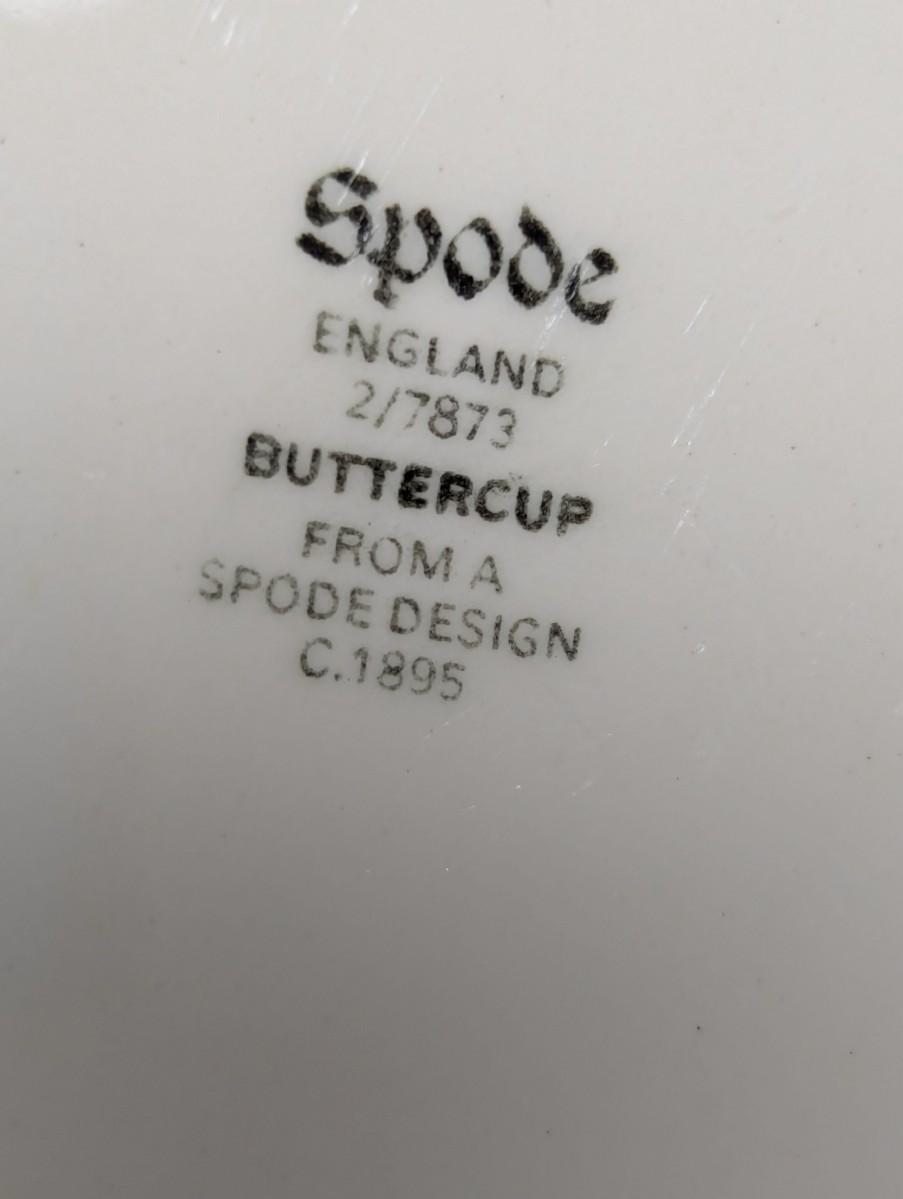 Spode
ENGLAND
2/7873
BUTTERCUP
FROM A
SPODE DESIGN
C.1895